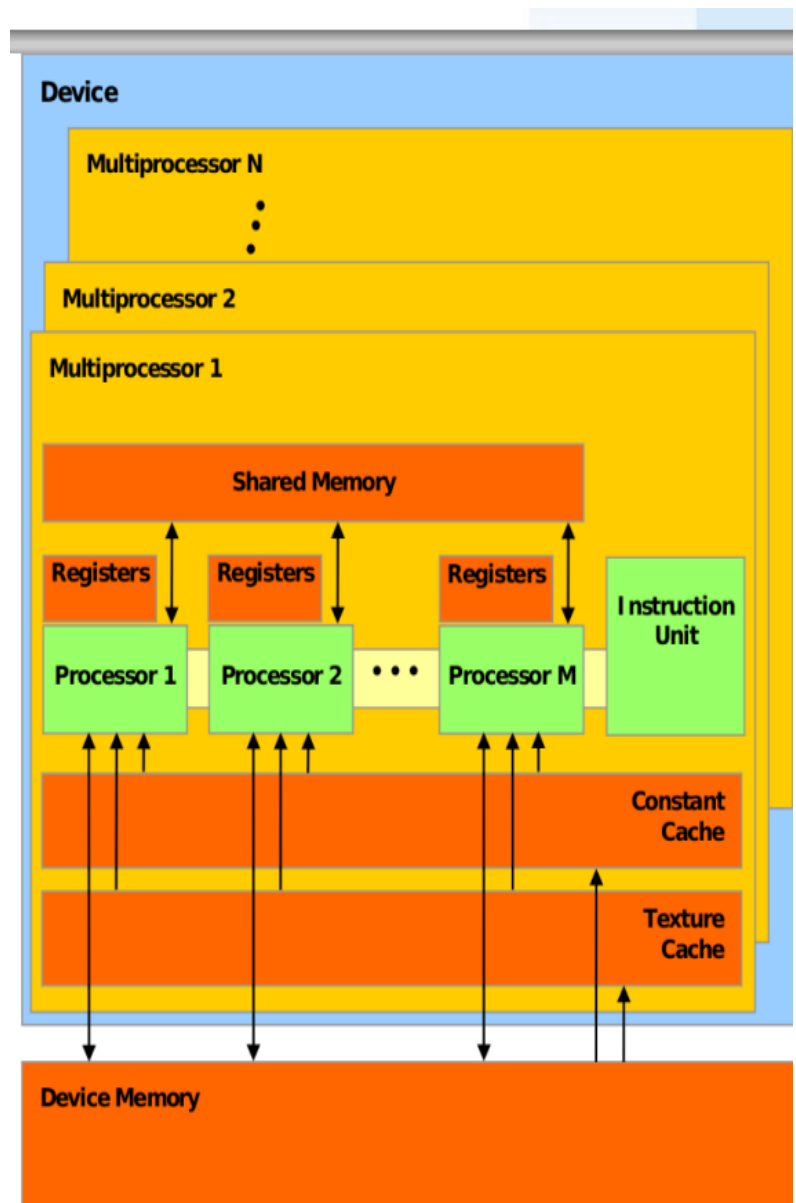 Device
Multiprocessor N
Multiprocessor 2
Multiprocessor 1
Shared Memory
Registers
Registers
Registers
Instruction
Unit
Processor 1
Processor 2
• • •
Processor M
Constant
Cache
Texture
Cache
Device Memory